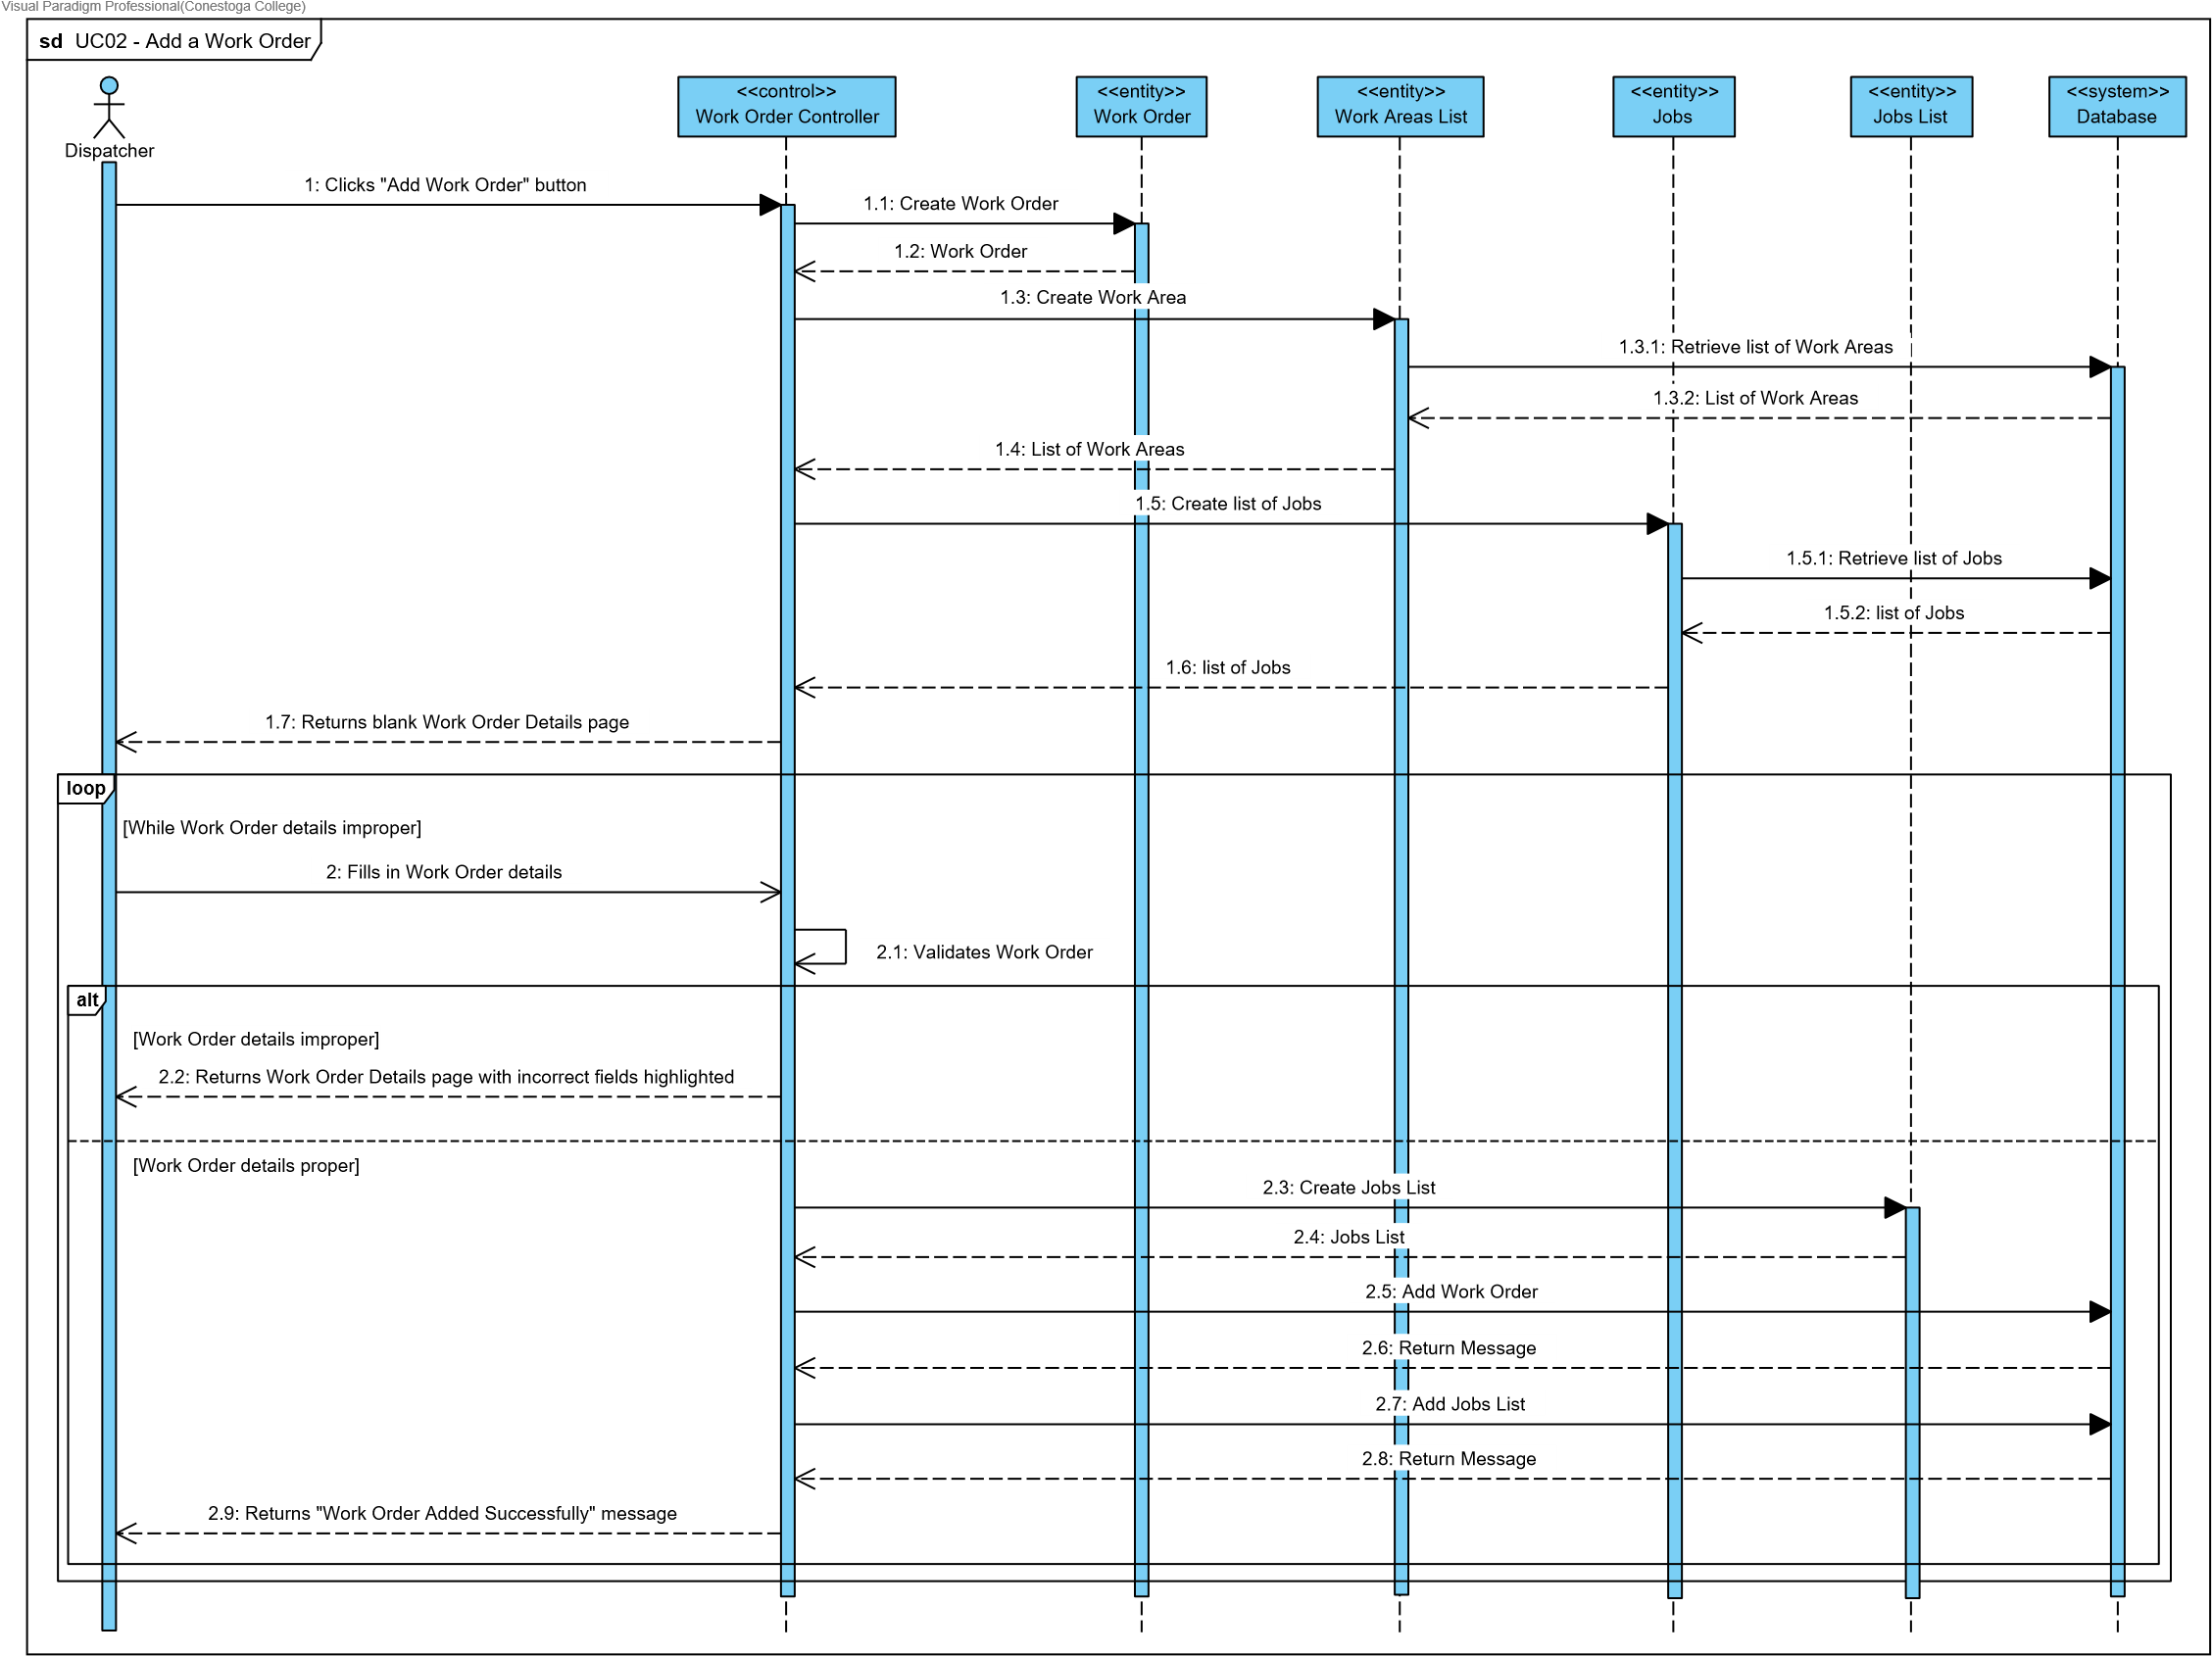 Visual Paradigm Professional(Conestoga College)
sd UC02 - Add a Work Order
Dispatcher
<<control>>
Work Order Controller
<<entity>>
Work Order
<<entity>>
Work Areas List
<<entity>>
Jobs
<<entity>>
Jobs List
<<system>>
Database
1: Clicks "Add Work Order" button
1.1: Create Work Order
1.2: Work Order
1.3: Create Work Area
1.3.1: Retrieve list of Work Areas
1.3.2: List of Work Areas
1.4: List of Work Areas
1.5: Create list of Jobs
1.5.1: Retrieve list of Jobs
1.5.2: list of Jobs
1.6: list of Jobs
1.7: Returns blank Work Order Details page
loop
[While Work Order details improper]
2: Fills in Work Order details
2.1: Validates Work Order
alt
[Work Order details improper]
2.2: Returns Work Order Details page with incorrect fields highlighted
[Work Order details proper]
2.3: Create Jobs List
2.4: Jobs List
2.5: Add Work Order
2.6: Return Message
2.7: Add Jobs List
2.8: Return Message
2.9: Returns "Work Order Added Successfully" message